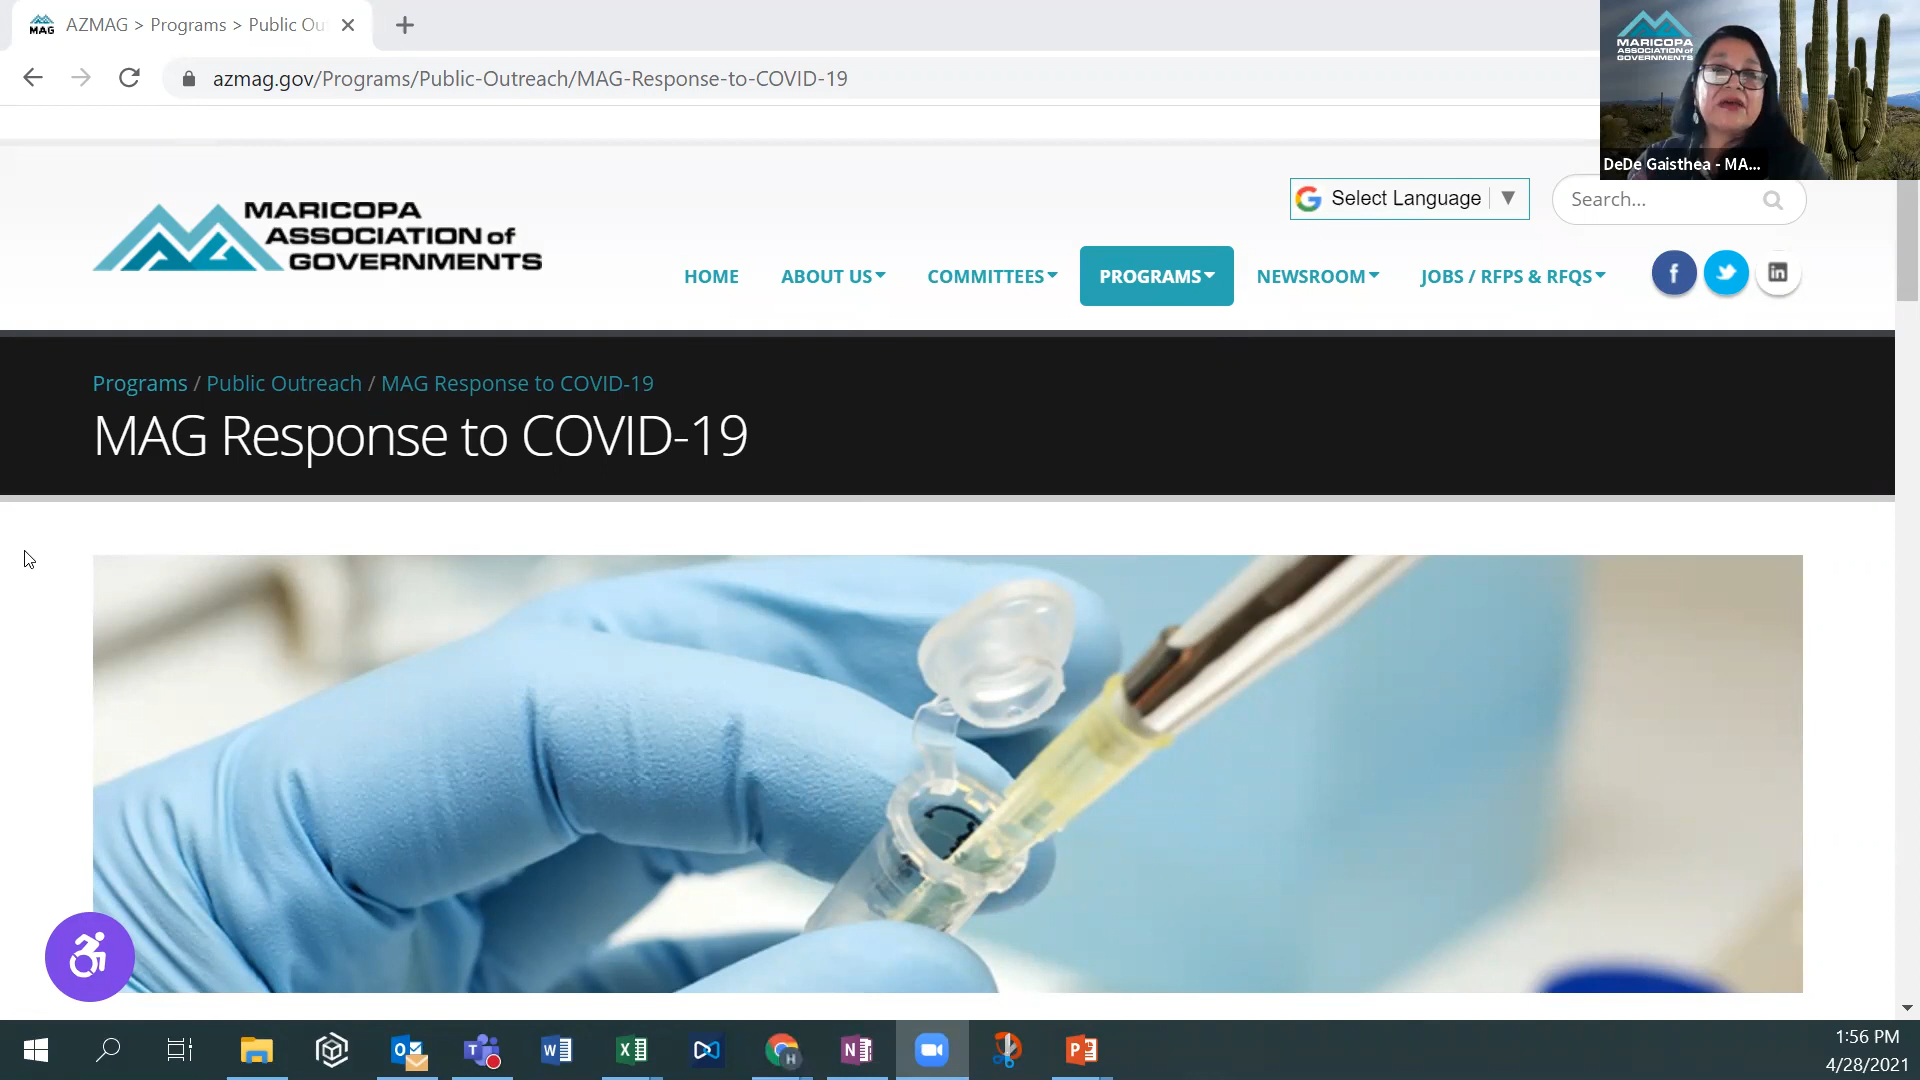 AZMAG > Programs > Public Ou
azmag.gov/Programs/Public-Outreach/MAG-Response-to-COVID-19
MARICOPA
ASSOCIATION of
GOVERNMENTS
DeDe Gaisthea - MA...
MARICOPA
ASSOCIATION of
GOVERNMENTS
Select Language
Search...
HOME
ABOUT US
COMMITTEES
PROGRAMS
NEWSROOM
JOBS / RFPS & RFQS
Programs / Public Outreach / MAG Response to COVID-19
MAG Response to COVID-19
1:56 PM
4/28/2021